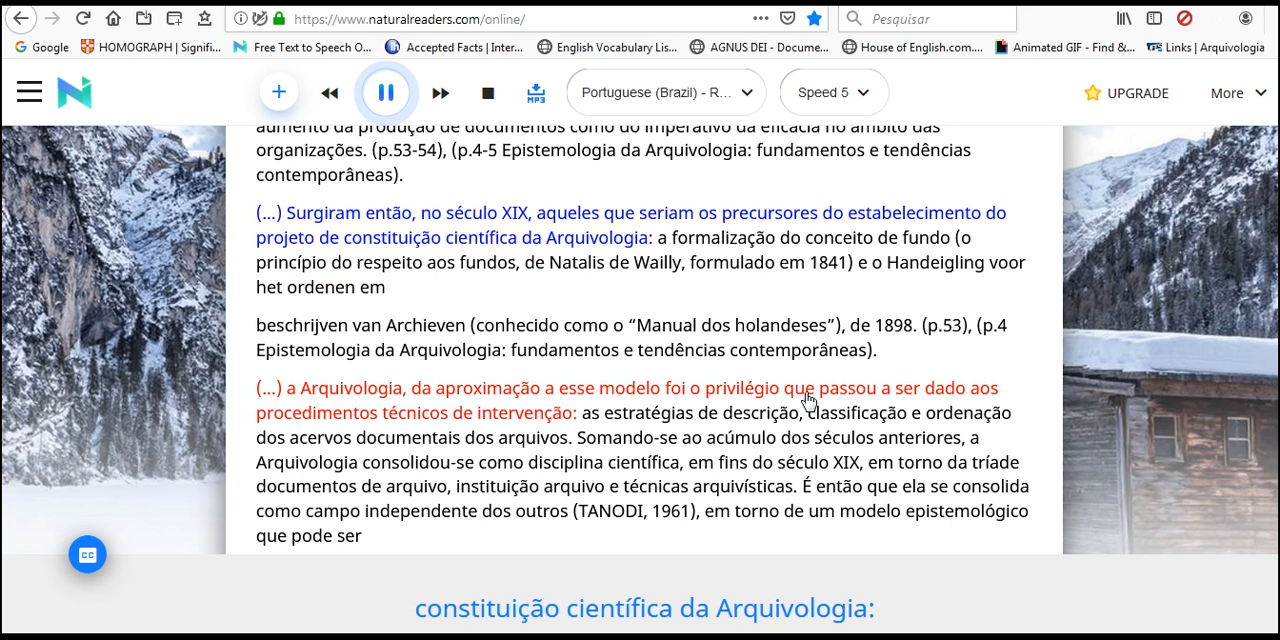 https://www.naturalreaders.com/online/
Pesquisar
Google
HOMOGRAPH | Signifi...
Free Text to Speech O...
Accepted Facts | Inter...
English Vocabulary Lis...
AGNUS DEI - Docume...
House of English.com....
Animated GIF - Find &...
Links | Arquivologia
MP3
Portuguese (Brazil) - R...
Speed 5
UPGRADE
More
aumento da produção de documentos como do imperativo da eficácia no âmbito das
organizações. (p.53-54), (p.4-5 Epistemologia da Arquivologia: fundamentos e tendências
contemporâneas).
(...) Surgiram então, no século XIX, aqueles que seriam os precursores do estabelecimento do
projeto de constituição científica da Arquivologia: a formalização do conceito de fundo (o
princípio do respeito aos fundos, de Natalis de Wailly, formulado em 1841) e o Handeigling voor
het ordenen em
beschrijven van Archieven (conhecido como o “Manual dos holandeses”), de 1898. (p.53), (p.4
Epistemologia da Arquivologia: fundamentos e tendências contemporâneas).
(...) a Arquivologia, da aproximação a esse modelo foi o privilégio que passou a ser dado aos
procedimentos técnicos de intervenção: as estratégias de descrição, classificação e ordenação
dos acervos documentais dos arquivos. Somando-se ao acúmulo dos séculos anteriores, a
Arquivologia consolidou-se como disciplina científica, em fins do século XIX, em torno da tríade
documentos de arquivo, instituição arquivo e técnicas arquivísticas. É então que ela se consolida
como campo independente dos outros (TANODI, 1961), em torno de um modelo epistemológico
que pode ser
CC
constituição científica da Arquivologia: